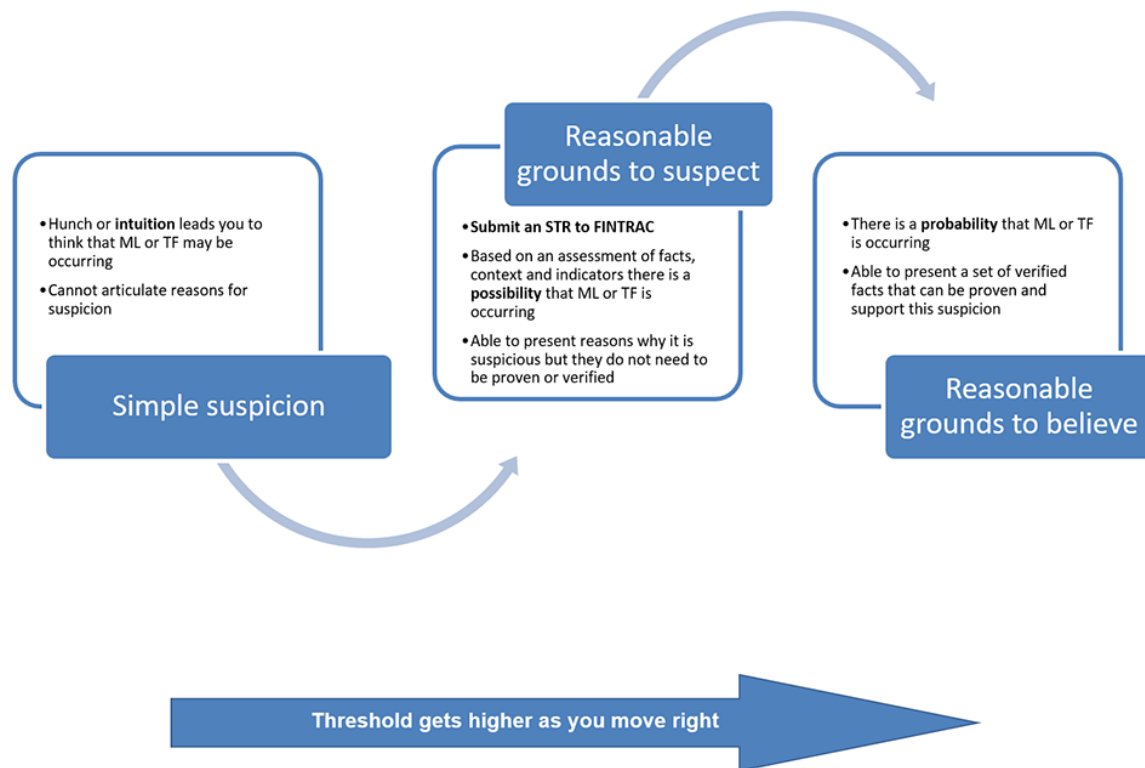 •Hunch or intuition leads you to
think that ML or TF may be
occurring
•Cannot articulate reasons for
suspicion
Simple suspicion
Reasonable
grounds to suspect
•Submit an STR to FINTRAC
•Based on an assessment of facts,
context and indicators there is a
possibility that ML or TF is
occurring
•Able to present reasons why it is
suspicious but they do not need to
be proven or verified
•There is a probability that ML or TF
is occurring
•Able to present a set of verified
facts that can be proven and
support this suspicion
Reasonable
grounds to believe
Threshold gets higher as you move right